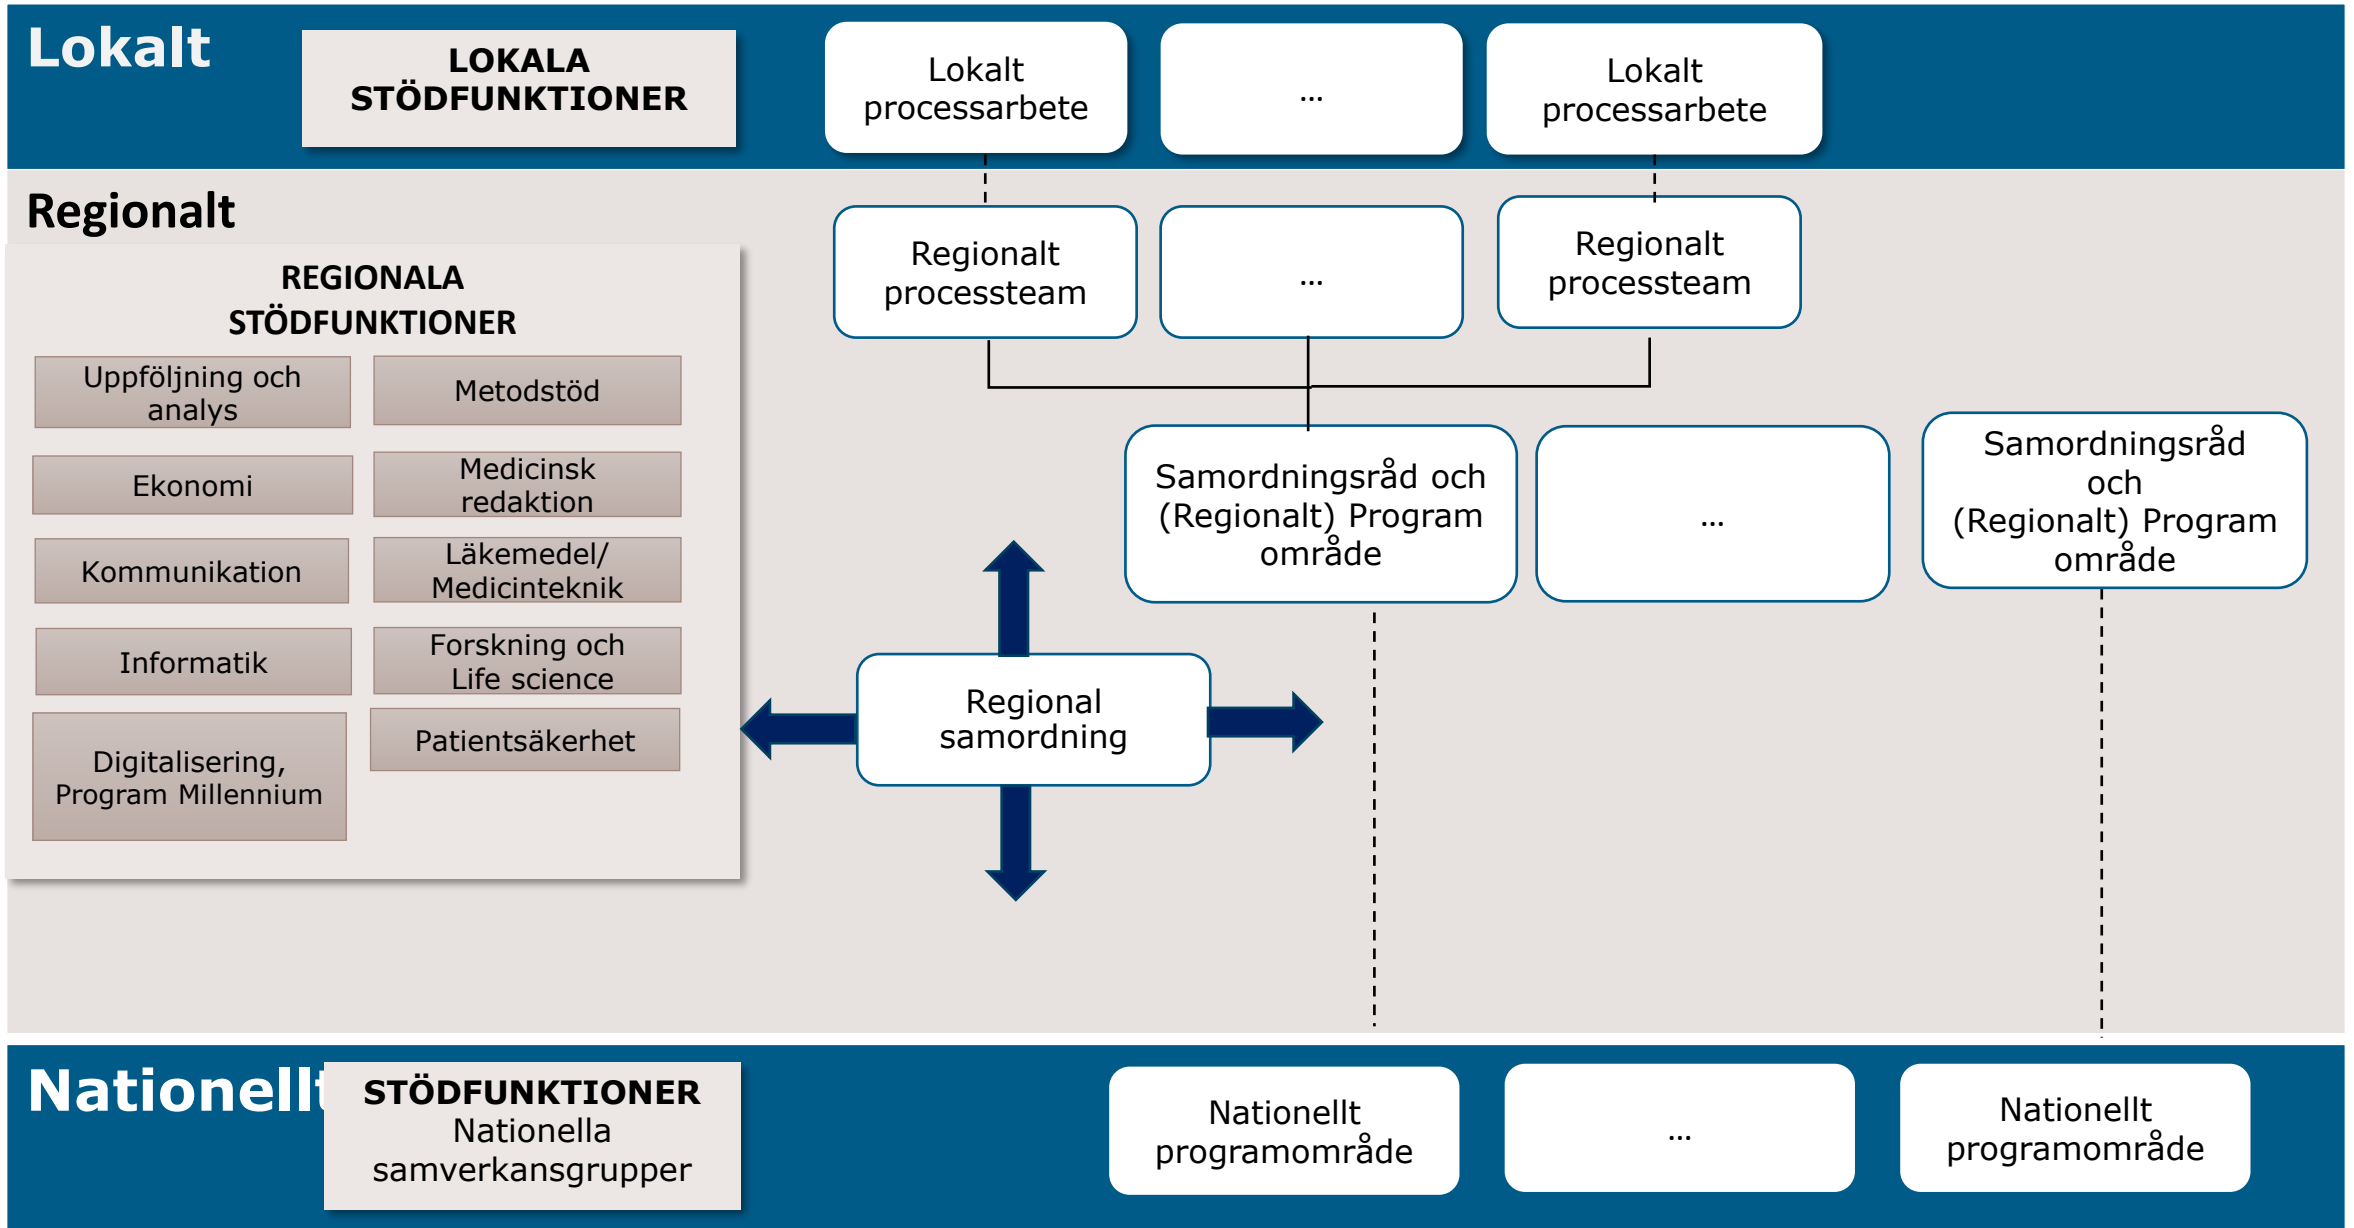 Lokalt
LOKALA
STÖDFUNKTIONER
Lokalt
processarbete
...
Lokalt
processarbete
Regionalt
REGIONALA
STÖDFUNKTIONER
Uppföljning och
analys
Metodstöd
Ekonomi
Medicinsk
redaktion
Kommunikation
Läkemedel/
Medicinteknik
Informatik
Forskning och
Life science
Digitalisering,
Program Millennium
Patientsäkerhet
Regionalt
processteam
...
Regionalt
processteam
Samordningsråd och
(Regionalt) Program
område
...
Samordningsråd
och
(Regionalt) Program
område
Regional
samordning
Nationellt
STÖDFUNKTIONER
Nationella
samverkansgrupper
Nationellt
programområde
...
Nationellt
programområde